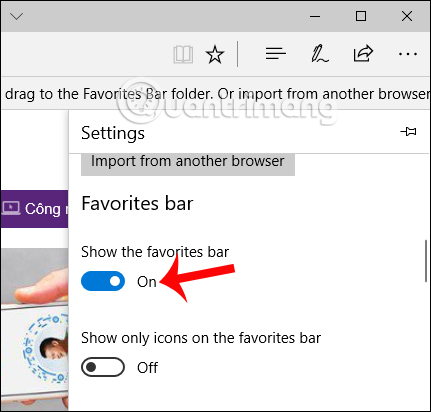 drag to the Favorites Bar folder. Or import from another browser
uantrimang
Settings
Import from another browser
Favorites bar
Công n
Show the favorites bar
On
Show only icons on the favorites bar
Off